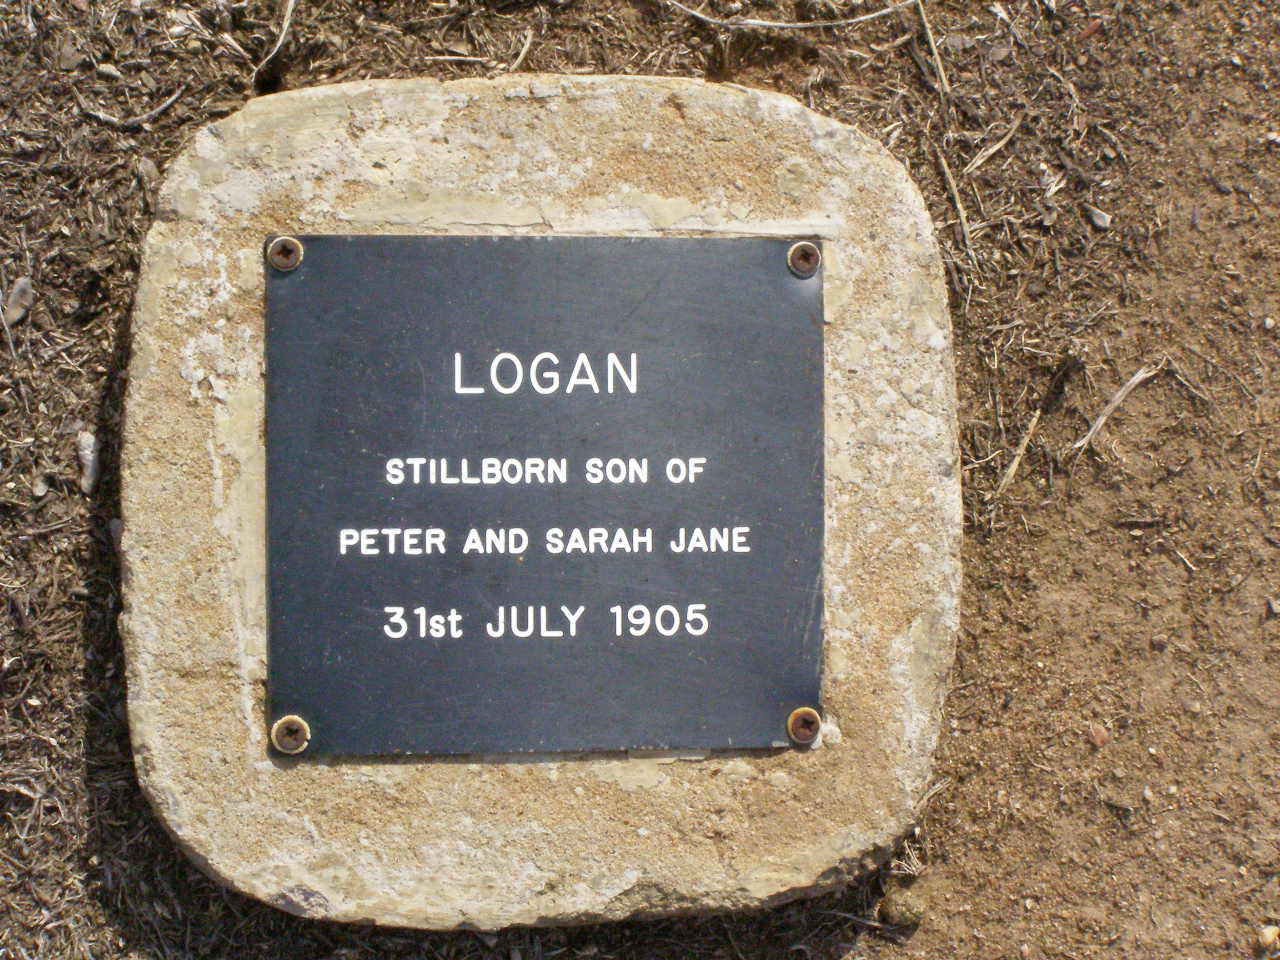 LOGAN
STILLBORN SON OF
PETER AND SARAH JANE
31st JULY 1905